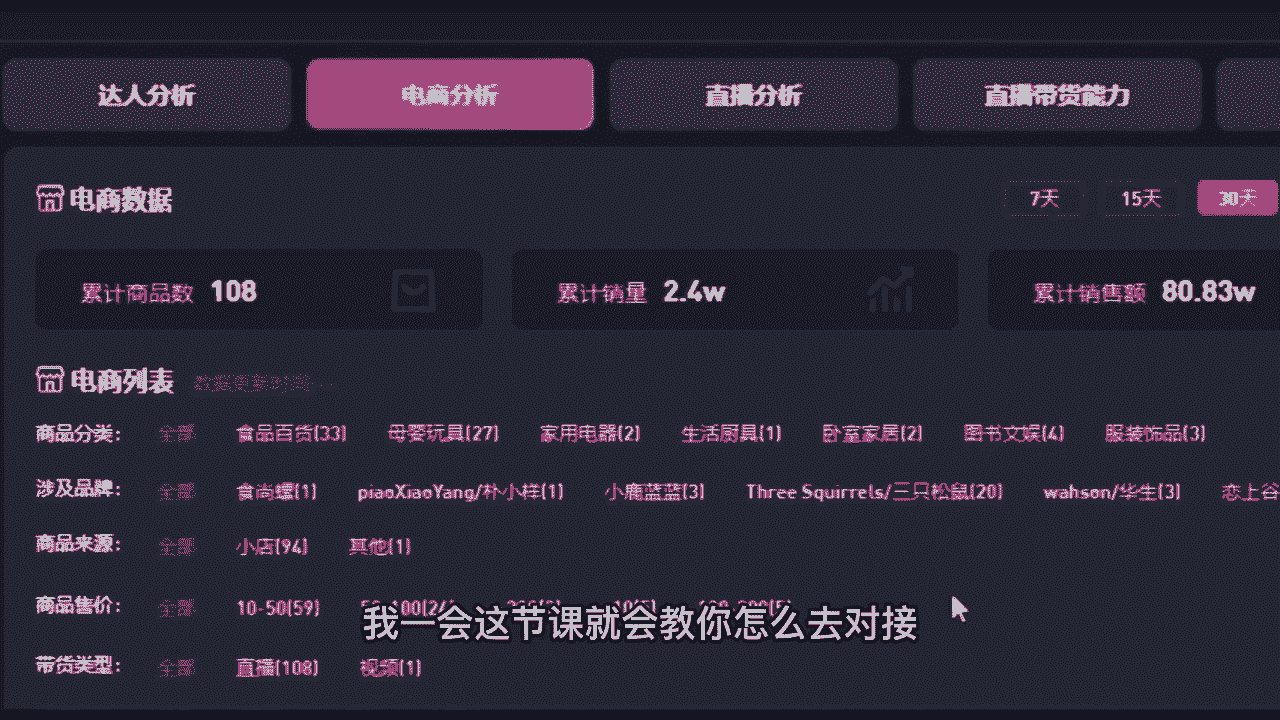 达人分析 电商分析 直播分析 直播带货能力
电商数据 7天 15天 30天
累计商品数 108 累计销量 2.4w 累计销售额 80.83w
电商列表 数据更新时间
商品分类: 全部 食品百货(33) 母婴玩具(27) 家用电器(2) 生活厨具(1) 卧室家居(2) 图书文娱(4) 服装饰品(3)
涉及品牌: 全部 食尚螺(1) piaoXiaoYang/朴小样(1) 小鹿蓝蓝(3) Three Squirrels/三只松鼠(20) wahson/华生(3) 恋上谷
商品来源: 全部 小店(94) 其他(1)
商品售价: 全部 10-50(59)
我一会这节课就会教你怎么去对接
带货类型: 全部 直播(108) 视频(1)